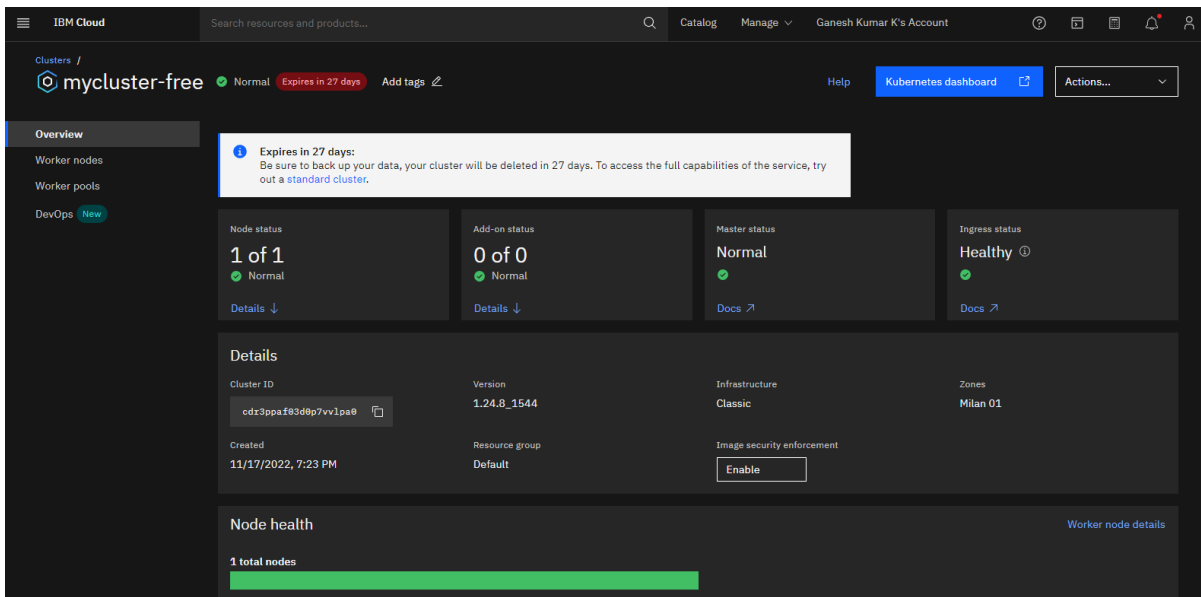 IBM Cloud
Search resources and products...
Catalog
Manage
Ganesh Kumar K's Account
Clusters /
mycluster-free
Normal
Expires in 27 days
Add tags
Help
Kubernetes dashboard
Actions...
Overview
Worker nodes
Worker pools
DevOps New
Expires in 27 days:
Be sure to back up your data, your cluster will be deleted in 27 days. To access the full capabilities of the service, try
out a standard cluster.
Node status
1 of 1
Normal
Details
Add-on status
0 of 0
Normal
Details
Master status
Normal
Docs
Ingress status
Healthy
Docs
Details
Cluster ID
cdr3ppaf03d0p7vvlpa0
Version
1.24.8_1544
Infrastructure
Classic
Zones
Milan 01
Created
11/17/2022, 7:23 PM
Resource group
Default
Image security enforcement
Enable
Node health
Worker node details
1 total nodes